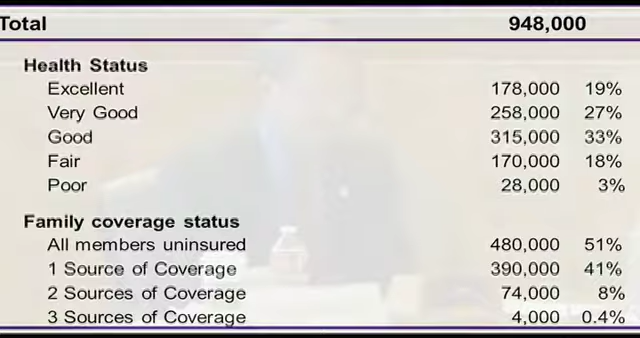 Total 948,000
Health Status
Excellent 178,000 19%
Very Good 258,000 27%
Good 315,000 33%
Fair 170,000 18%
Poor 28,000 3%
Family coverage status
All members uninsured 480,000 51%
1 Source of Coverage 390,000 41%
2 Sources of Coverage 74,000 8%
3 Sources of Coverage 4,000 0.4%